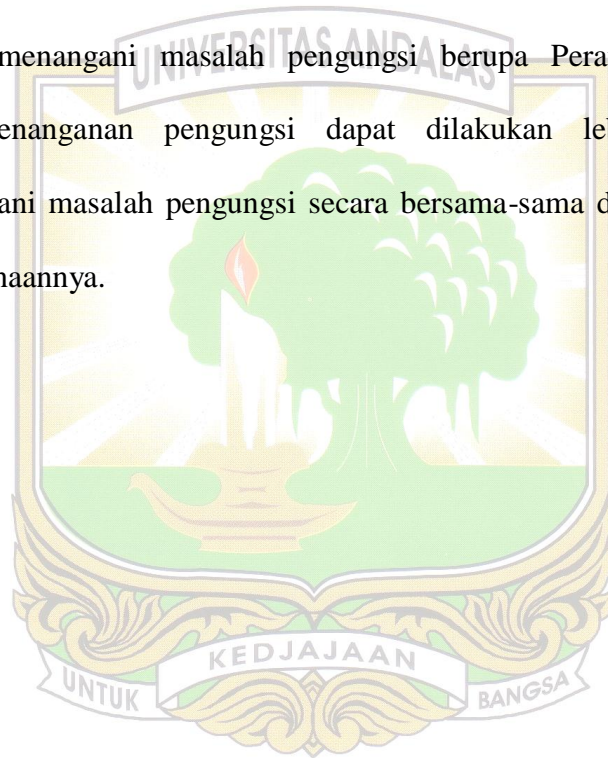 menangani masalah pengungsi berupa Pera
UNIVERSITAS ANDALAS
enanganan pengungsi dapat dilakukan le
ani masalah pengungsi secara bersama-sama d
naannya.
KEDJAJAAN
UNTUK BANGSA